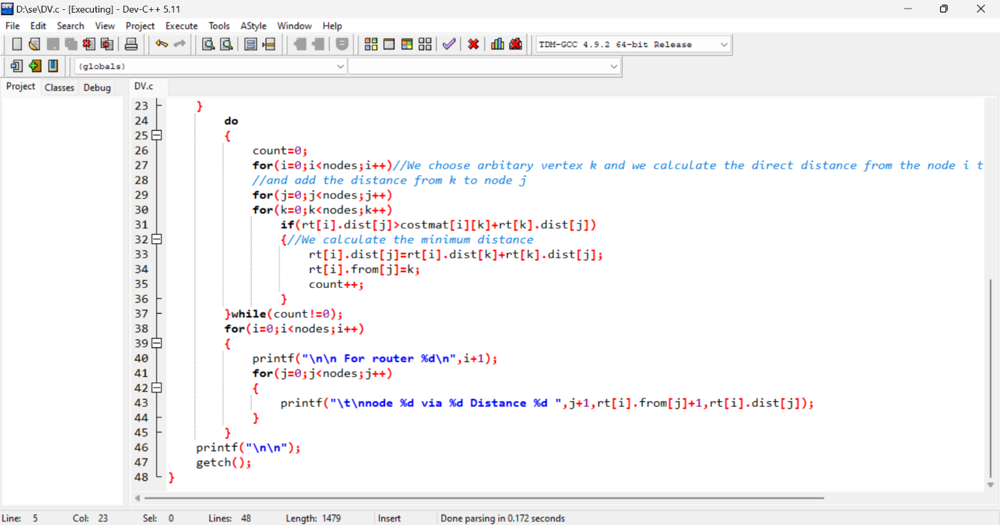 D:\se\DV.c - [Executing] - Dev-C++ 5.11
File Edit Search View Project Execute Tools AStyle Window Help
TDM-GCC 4.9.2 64-bit Release
(globals)
Project Classes Debug DV.c
23 }
24 do
25 {
26 count=0;
27 for(i=0;i<nodes;i++)//We choose arbitary vertex k and we calculate the direct distance from the node i t
28 //and add the distance from k to node j
29 for(j=0;j<nodes;j++)
30 for(k=0;k<nodes;k++)
31 if(rt[i].dist[j]>costmat[i][k]+rt[k].dist[j])
32 {//We calculate the minimum distance
33 rt[i].dist[j]=rt[i].dist[k]+rt[k].dist[j];
34 rt[i].from[j]=k;
35 count++;
36 }
37 }while(count!=0);
38 for(i=0;i<nodes;i++)
39 {
40 printf("\n\n For router %d\n",i+1);
41 for(j=0;j<nodes;j++)
42 {
43 printf("\t\nnode %d via %d Distance %d ",j+1,rt[i].from[j]+1,rt[i].dist[j]);
44 }
45 }
46 printf("\n\n");
47 getch();
48 }
Line: 5 Col: 23 Sel: 0 Lines: 48 Length: 1479 Insert Done parsing in 0.172 seconds